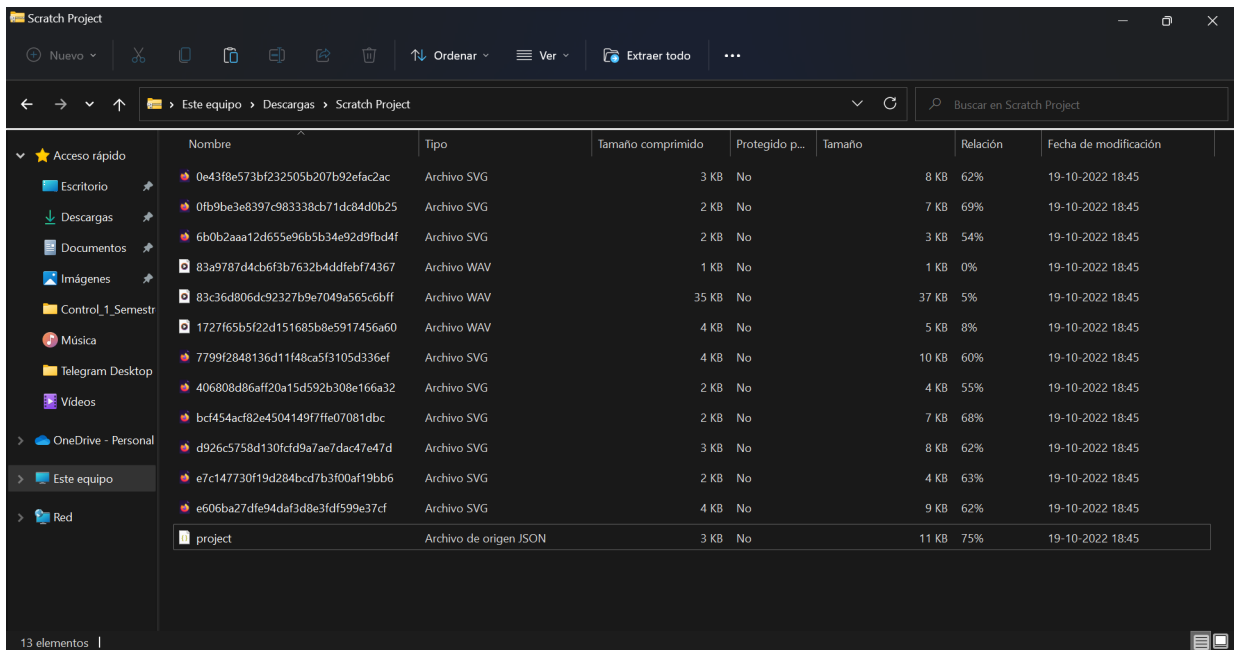 Scratch Project
Nuevo Ordenar Ver Extraer todo
Este equipo > Descargas > Scratch Project Buscar en Scratch Project
Acceso rápido
Escritorio
Descargas
Documentos
Imágenes
Control_1_Semestr
Música
Telegram Desktop
Vídeos
OneDrive - Personal
Este equipo
Red
Nombre Tipo Tamaño comprimido Protegido p... Tamaño Relación Fecha de modificación
0e43f8e573bf232505b207b92efac2ac Archivo SVG 3 KB No 8 KB 62% 19-10-2022 18:45
0fb9be3e8397c983338cb71dc84d0b25 Archivo SVG 2 KB No 7 KB 69% 19-10-2022 18:45
6b0b2aaa12d655e96b5b34e92d9fbd4f Archivo SVG 2 KB No 3 KB 54% 19-10-2022 18:45
83a9787d4cb6f3b7632b4ddfebf74367 Archivo WAV 1 KB No 1 KB 0% 19-10-2022 18:45
83c36d806dc92327b9e7049a565c6bff Archivo WAV 35 KB No 37 KB 5% 19-10-2022 18:45
1727f65b5f22d151685b8e5917456a60 Archivo WAV 4 KB No 5 KB 8% 19-10-2022 18:45
7799f2848136d11f48ca5f3105d336ef Archivo SVG 4 KB No 10 KB 60% 19-10-2022 18:45
406808d86aff20a15d592b308e166a32 Archivo SVG 2 KB No 4 KB 55% 19-10-2022 18:45
bcf454acf82e4504149f7ffe07081dbc Archivo SVG 2 KB No 7 KB 68% 19-10-2022 18:45
d926c5758d130fcfd9a7ae7dac47e47d Archivo SVG 3 KB No 8 KB 62% 19-10-2022 18:45
e7c147730f19d284bcd7b3f00af19bb6 Archivo SVG 2 KB No 4 KB 63% 19-10-2022 18:45
e606ba27dfe94daf3d8e3fdf599e37cf Archivo SVG 4 KB No 9 KB 62% 19-10-2022 18:45
project Archivo de origen JSON 3 KB No 11 KB 75% 19-10-2022 18:45
13 elementos